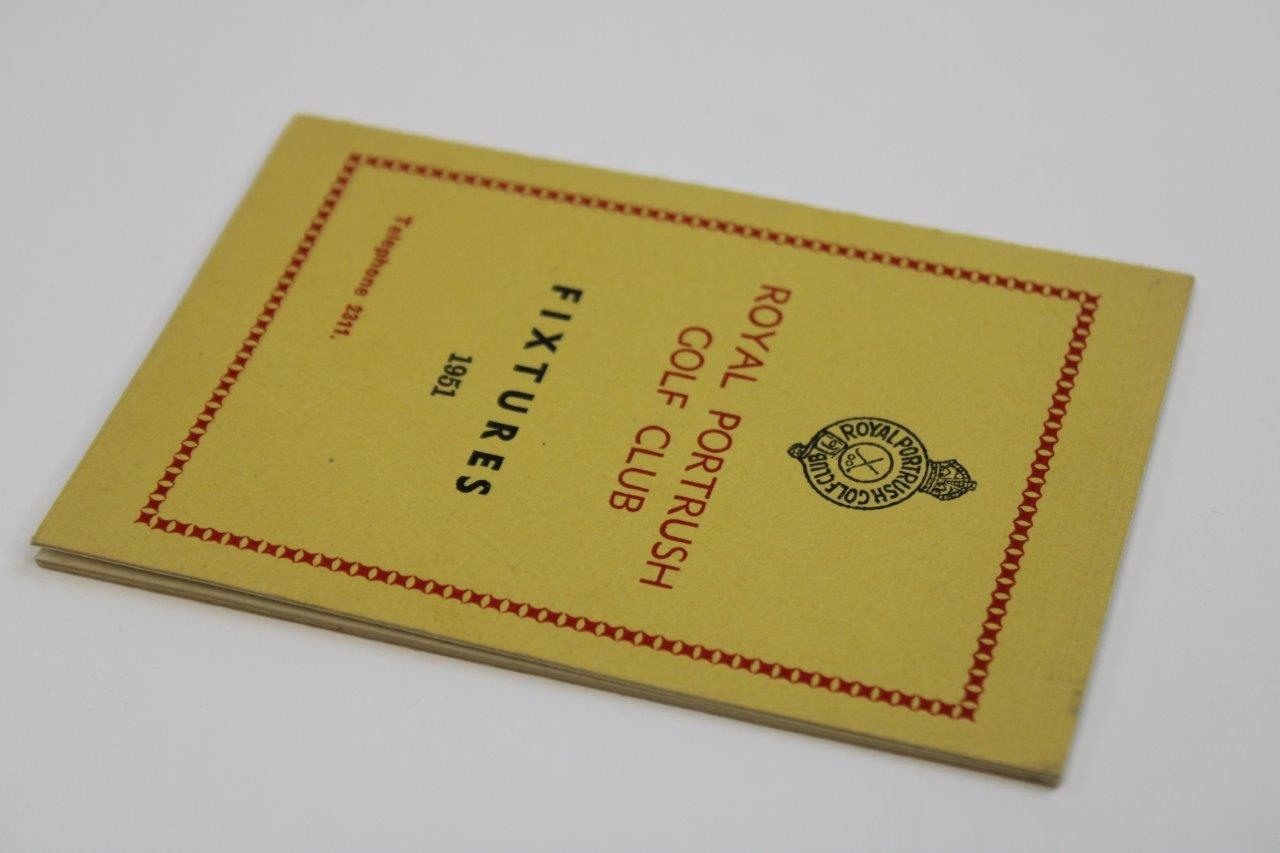 ROYAL PORTRUSH GOLF CLUB
ROYAL PORTRUSH
GOLF CLUB
FIXTURES
1951
Telephone 2311.